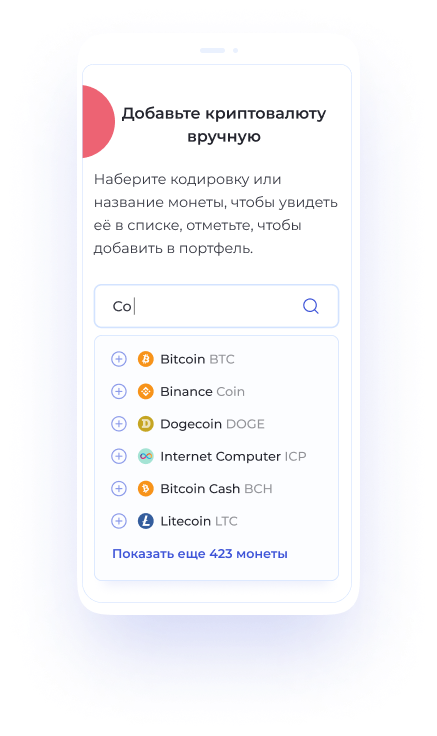 Добавьте криптовалюту
вручную
Наберите кодировку или
название монеты, чтобы увидеть
её в списке, отметьте, чтобы
добавить в портфель.
Co
Bitcoin BTC
Binance Coin
Dogecoin DOGE
Internet Computer ICP
Bitcoin Cash BCH
Litecoin LTC
Показать еще 423 монеты